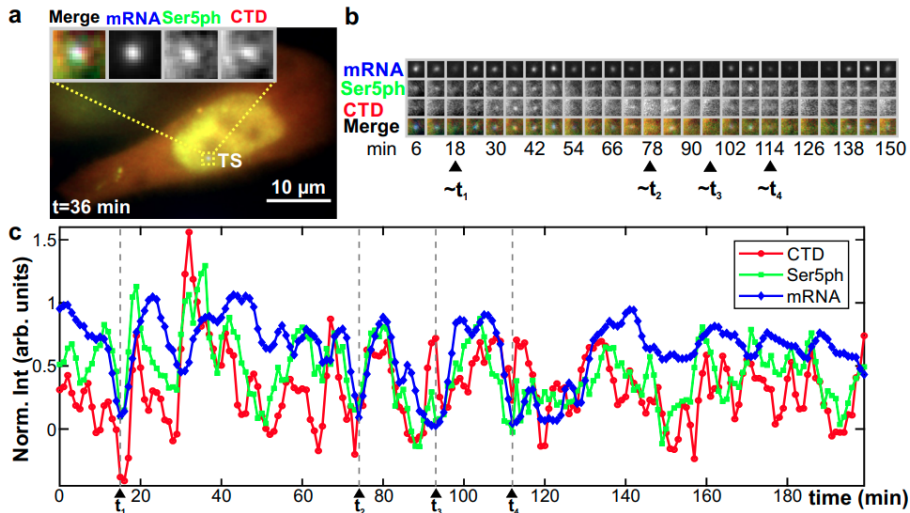 a
Merge mRNA Ser5ph CTD
TS
t=36 min
10 μm
b
mRNA
Ser5ph
CTD
Merge
min 6 18 30 42 54 66 78 90 102 114 126 138 150
~t1 ~t2 ~t3 ~t4
c
Norm. Int (arb. units)
1.5
1
0.5
0
CTD
Ser5ph
mRNA
0 20 40 60 80 100 120 140 160 180 time (min)
t1 t2 t3 t4